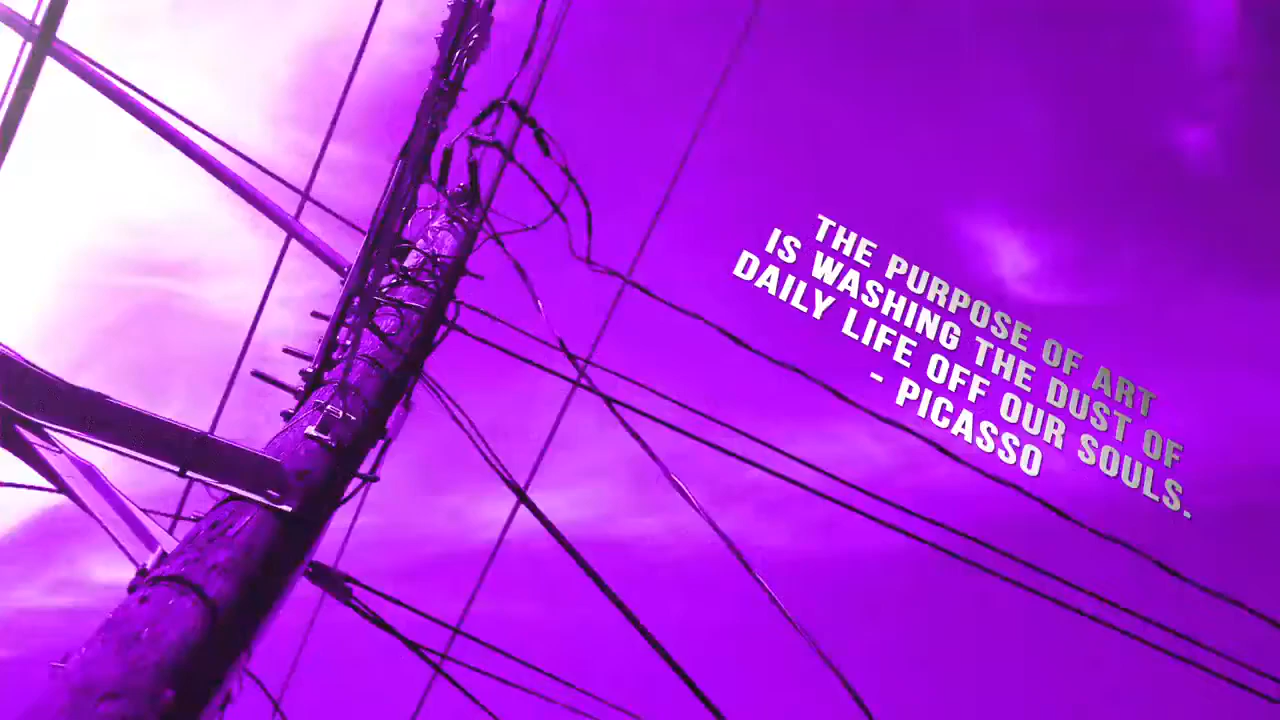 THE PURPOSE OF ART
IS WASHING THE DUST OF
DAILY LIFE OFF OUR SOULS.
- PICASSO